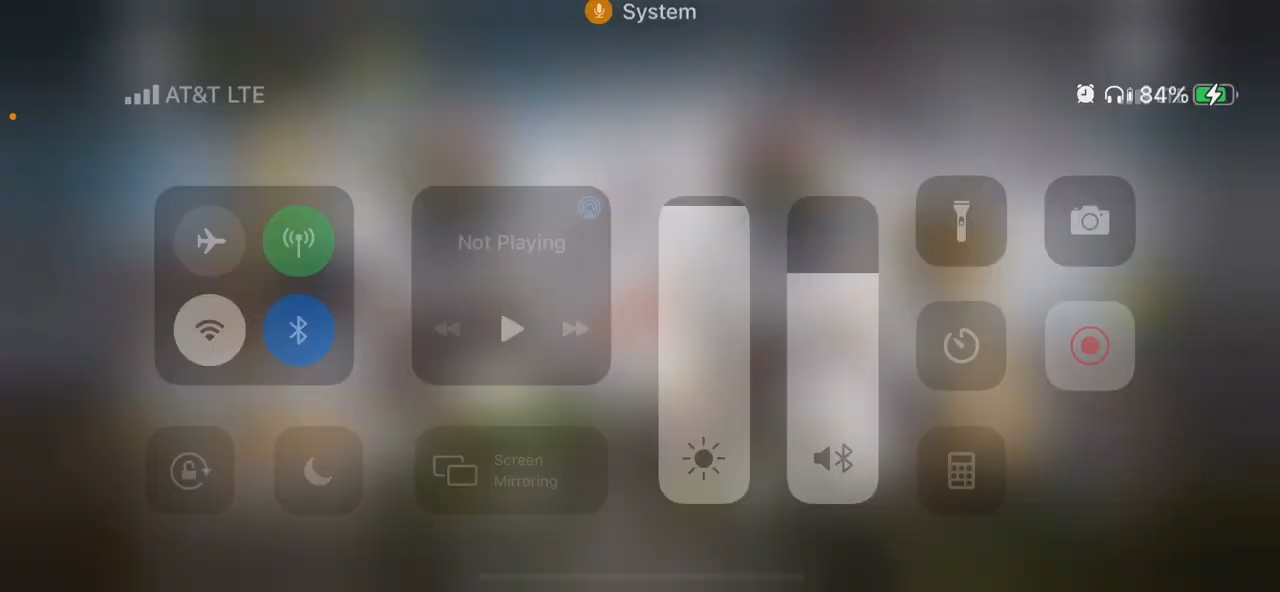 System
AT&T LTE
84%
Not Playing
Screen
Mirroring